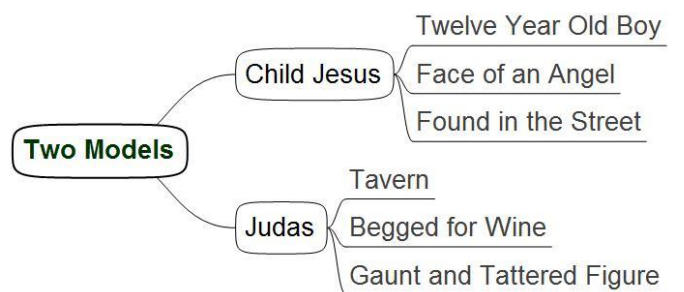 Two Models
Child Jesus
Twelve Year Old Boy
Face of an Angel
Found in the Street
Judas
Tavern
Begged for Wine
Gaunt and Tattered Figure